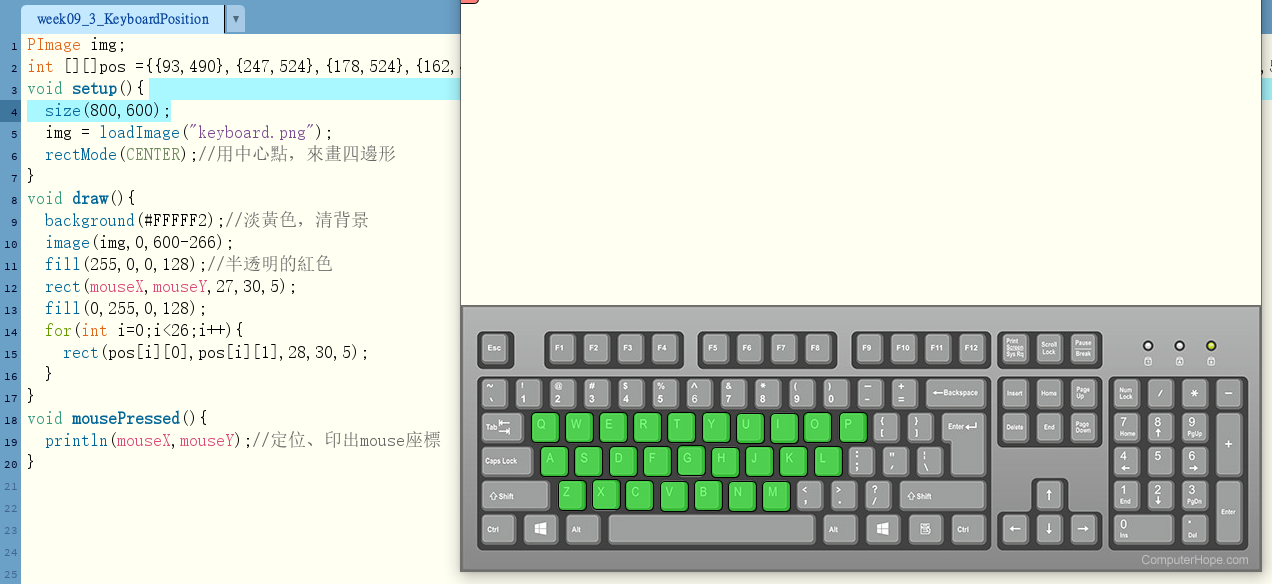 week09_3_KeyboardPosition ▼
1 PImage img;
2 int [][]pos ={{93,490},{247,524},{178,524},{162,
3 void setup(){
4 size(800,600);
5 img = loadImage("keyboard.png");
6 rectMode(CENTER);//用中心點，來畫四邊形
7 }
8 void draw(){
9 background(#FFFFF2);//淡黃色，清背景
10 image(img,0,600-266);
11 fill(255,0,0,128);//半透明的紅色
12 rect(mouseX,mouseY,27,30,5);
13 fill(0,255,0,128);
14 for(int i=0;i<26;i++){
15 rect(pos[i][0],pos[i][1],28,30,5);
16 }
17 }
18 void mousePressed(){
19 println(mouseX,mouseY);//定位、印出mouse座標
20 }
21
22
23
24
25
Esc F1 F2 F3 F4 F5 F6 F7 F8 F9 F10 F11 F12 Print Screen Sys Rq Scroll Lock Pause Break
~ ` ! 1 @ 2 # 3 $ 4 % 5 ^ 6 & 7 * 8 ( 9 ) 0 − - + = ←Backspace Insert Home Page Up Num Lock / * −
Tab Q W E R T Y U I O P { [ } ] Enter ↵ Delete End Page Down 7 Home 8 ↑ 9 PgUp +
Caps Lock A S D F G H J K L : ; " ' | \ 4 ← 5 6 →
⇧Shift Z X C V B N M < , > . ? / ⇧Shift ↑ 1 End 2 ↓ 3 PgDn Enter
Ctrl Alt Alt Ctrl ← ↓ → 0 Ins . Del
ComputerHope.com